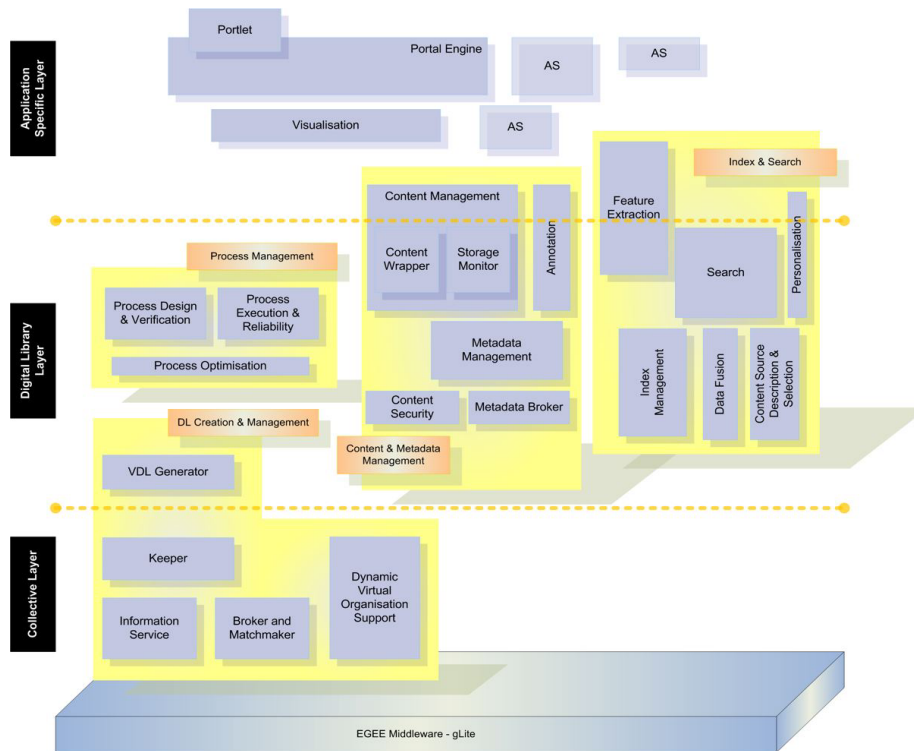 Portlet
Portal Engine
AS
AS
Application
Specific Layer
Visualisation
AS
Index & Search
Content Management
Feature
Extraction
Annotation
Personalisation
Process Management
Content
Wrapper
Storage
Monitor
Search
Process Design
& Verification
Process
Execution &
Reliability
Digital Library
Layer
Metadata
Management
Process Optimisation
Index
Management
Data Fusion
Content Source
Description &
Selection
Content
Security
Metadata Broker
DL Creation & Management
Content & Metadata
Management
VDL Generator
Keeper
Dynamic
Virtual
Organisation
Support
Collective Layer
Information
Service
Broker and
Matchmaker
EGEE Middleware - gLite